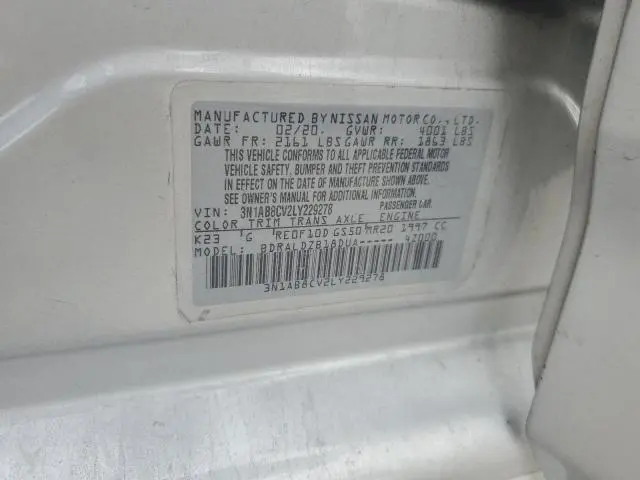 MANUFACTURED BY NISSAN MOTOR CO., LTD.
DATE: 02/20. GVWR: 4001 LBS
GAWR FR: 2161 LBS GAWR RR: 1863 LBS
THIS VEHICLE CONFORMS TO ALL APPLICABLE FEDERAL MOTOR
VEHICLE SAFETY, BUMPER AND THEFT PREVENTION STANDARDS
IN EFFECT ON THE DATE OF MANUFACTURE SHOWN ABOVE.
SEE OWNER'S MANUAL FOR ADDITIONAL INFORMATION
VIN: 3N1AB8CV2LY229278 PASSENGER CAR.
COLOR TRIM TRANS AXLE ENGINE
K23 G RE0F10D GS50 MR20 1997 CC
MODEL: BDRALDZB18DUA----- 42000
3N1AB8CV2LY229278